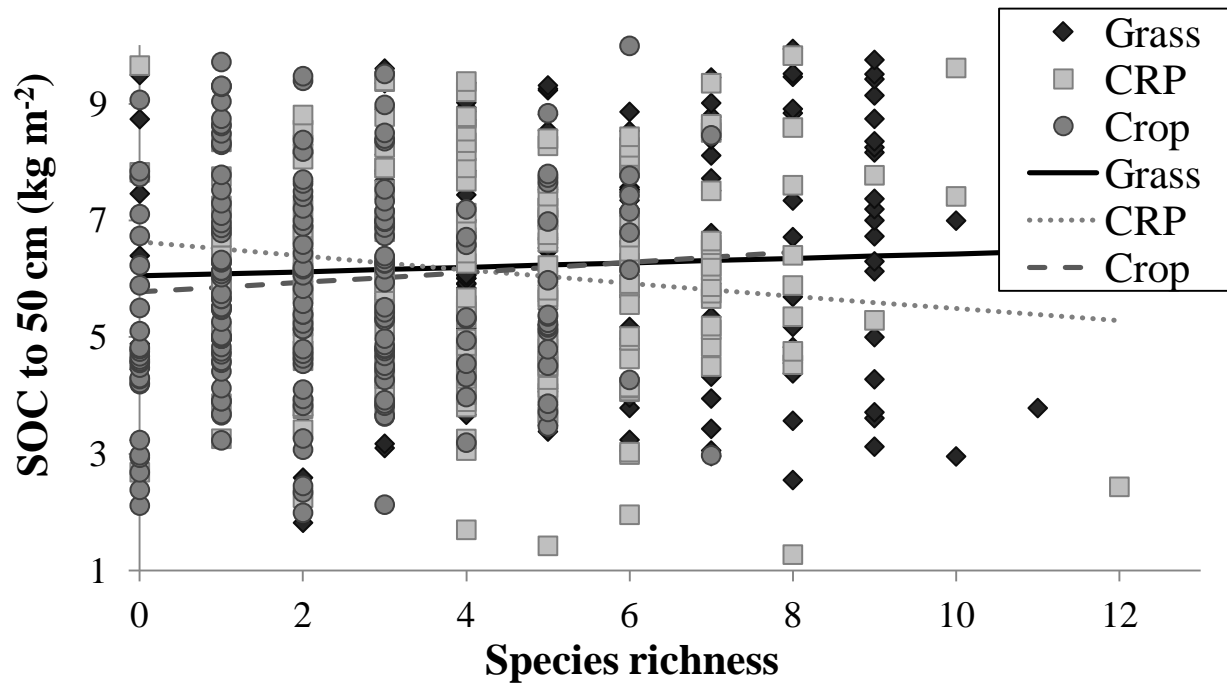 Grass
CRP
Crop
Grass
CRP
Crop
SOC to 50 cm (kg m⁻²)
9
7
5
3
1
0 2 4 6 8 10 12
Species richness